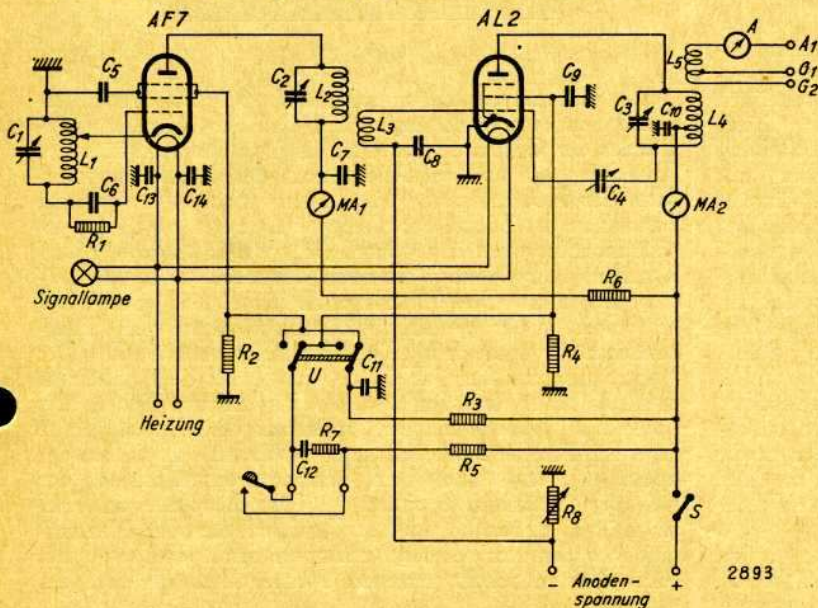 AF7
AL2
A
A1
G1
G2
L5
C5
C2
L2
C9
C3
C10
L4
C1
L1
L3
C8
C7
C4
C6
C13
C14
R1
MA1
MA2
Signallampe
R6
R2
U
C11
R4
Heizung
R3
R7
C12
R5
R8
S
− Anoden- +
spannung
2893